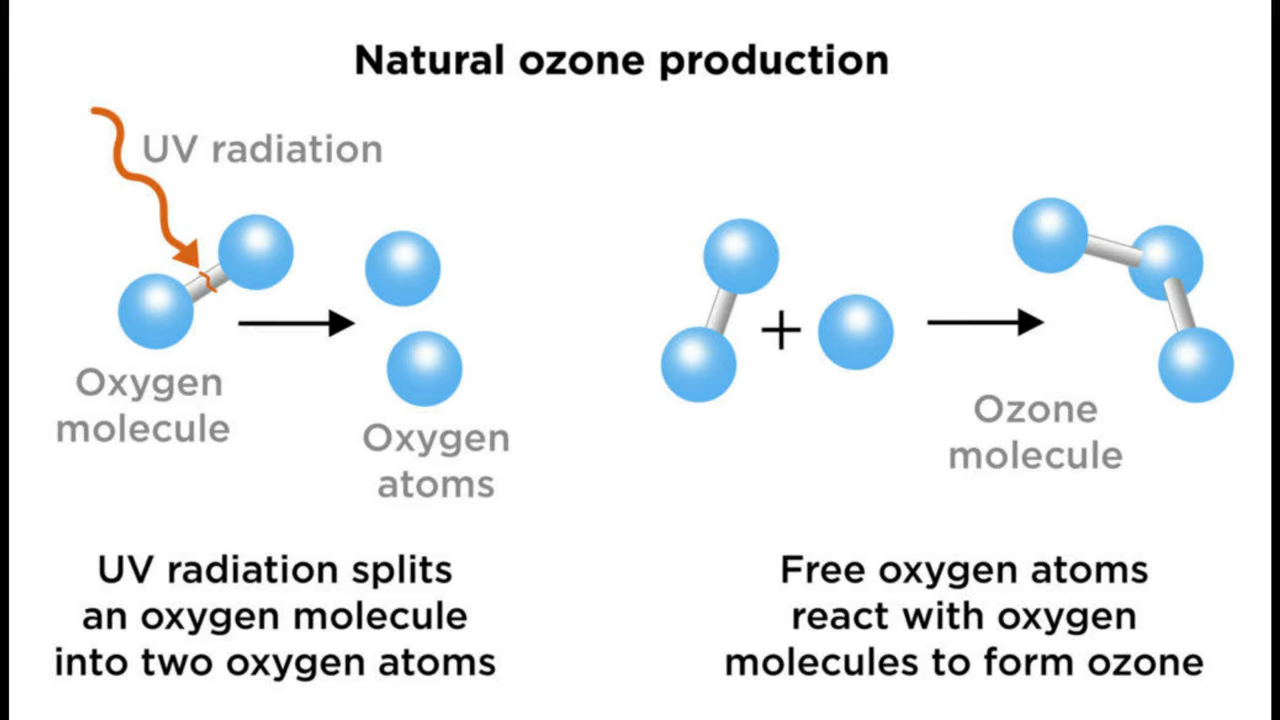 Natural ozone production
UV radiation
Oxygen
molecule
Oxygen
atoms
UV radiation splits
an oxygen molecule
into two oxygen atoms
+
Ozone
molecule
Free oxygen atoms
react with oxygen
molecules to form ozone